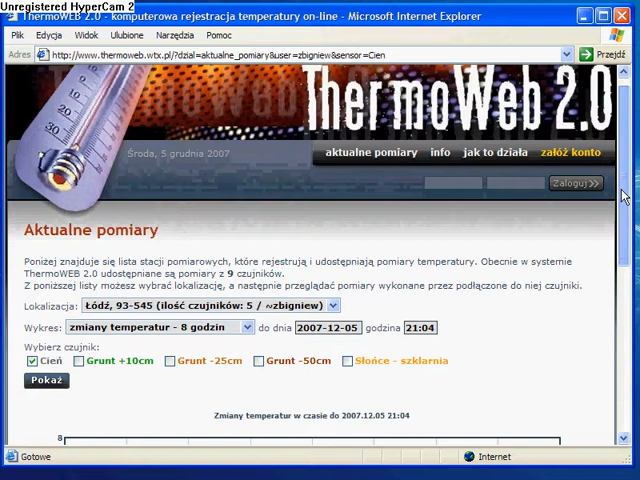 Unregistered HyperCam 2
ThermoWEB 2.0 - komputerowa rejestracja temperatury on-line - Microsoft Internet Explorer
Plik Edycja Widok Ulubione Narzędzia Pomoc
Adres http://www.thermoweb.wtx.pl/?dzial=aktualne_pomiary&user=zbigniew&sensor=Cien Przejdź
ThermoWeb 2.0
Środa, 5 grudnia 2007
aktualne pomiary info jak to działa załóż konto
Zaloguj >>
Aktualne pomiary
Poniżej znajduje się lista stacji pomiarowych, które rejestrują i udostępniają pomiary temperatury. Obecnie w systemie
ThermoWEB 2.0 udostępniane są pomiary z 9 czujników.
Z poniższej listy możesz wybrać lokalizację, a następnie przeglądać pomiary wykonane przez podłączone do niej czujniki.
Lokalizacja: Łódź, 93-545 (ilość czujników: 5 / ~zbigniew)
Wykres: zmiany temperatur - 8 godzin do dnia 2007-12-05 godzina 21:04
Wybierz czujnik:
Cień Grunt +10cm Grunt -25cm Grunt -50cm Słońce - szklarnia
Pokaż
Zmiany temperatur w czasie do 2007.12.05 21:04
8
Gotowe Internet